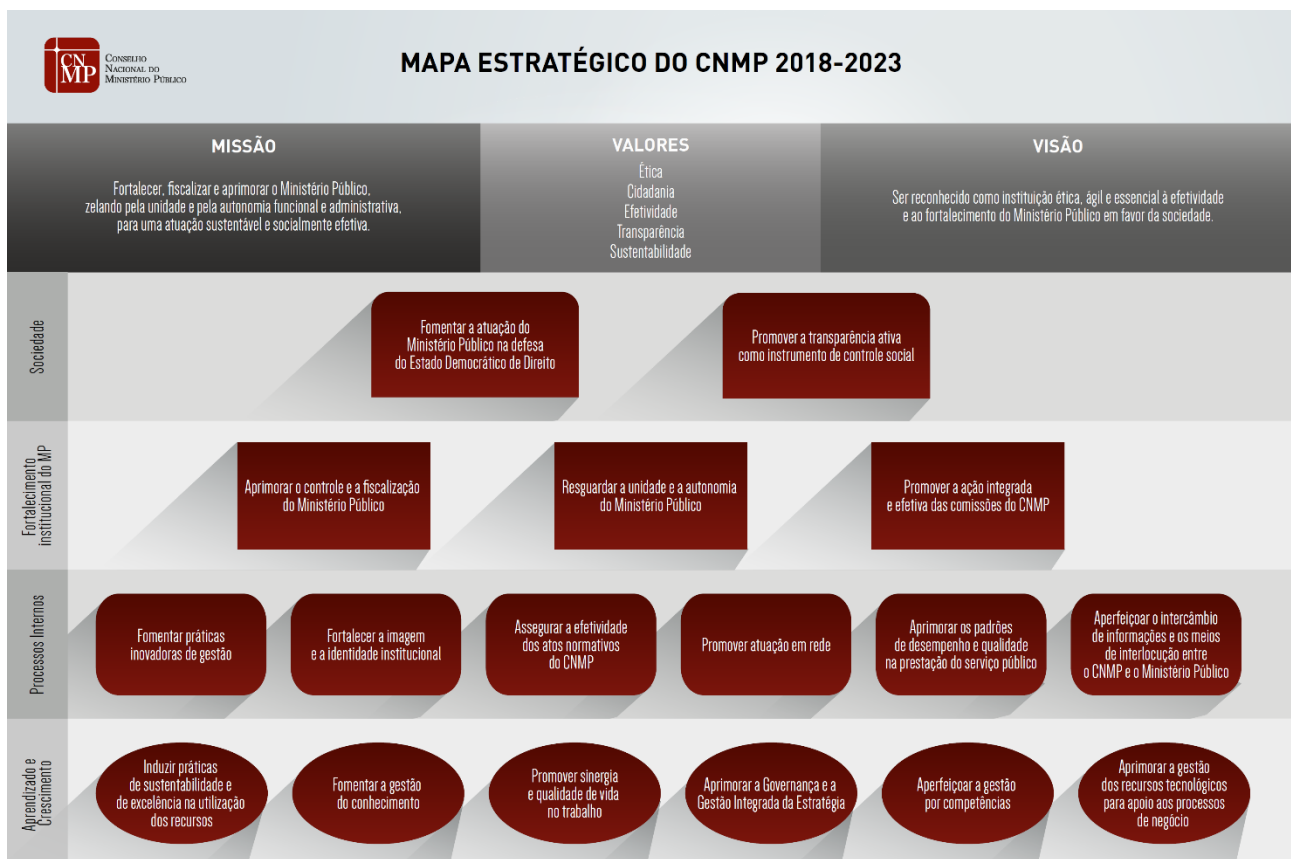 CN
MP
CONSELHO
NACIONAL DO
MINISTÉRIO PÚBLICO
MAPA ESTRATÉGICO DO CNMP 2018-2023
MISSÃO
Fortalecer, fiscalizar e aprimorar o Ministério Público,
zelando pela unidade e pela autonomia funcional e administrativa,
para uma atuação sustentável e socialmente efetiva.
VALORES
Ética
Cidadania
Efetividade
Transparência
Sustentabilidade
VISÃO
Ser reconhecido como instituição ética, ágil e essencial à efetividade
e ao fortalecimento do Ministério Público em favor da sociedade.
Sociedade
Fomentar a atuação do
Ministério Público na defesa
do Estado Democrático de Direito
Promover a transparência ativa
como instrumento de controle social
Fortalecimento
institucional do MP
Aprimorar o controle e a fiscalização
do Ministério Público
Resguardar a unidade e a autonomia
do Ministério Público
Promover a ação integrada
e efetiva das comissões do CNMP
Processos Internos
Fomentar práticas
inovadoras de gestão
Fortalecer a imagem
e a identidade institucional
Assegurar a efetividade
dos atos normativos
do CNMP
Promover atuação em rede
Aprimorar os padrões
de desempenho e qualidade
na prestação do serviço público
Aperfeiçoar o intercâmbio
de informações e os meios
de interlocução entre
o CNMP e o Ministério Público
Aprendizado e
Crescimento
Induzir práticas
de sustentabilidade e
de excelência na utilização
dos recursos
Fomentar a gestão
do conhecimento
Promover sinergia
e qualidade de vida
no trabalho
Aprimorar a Governança e a
Gestão Integrada da Estratégia
Aperfeiçoar a gestão
por competências
Aprimorar a gestão
dos recursos tecnológicos
para apoio aos processos
de negócio